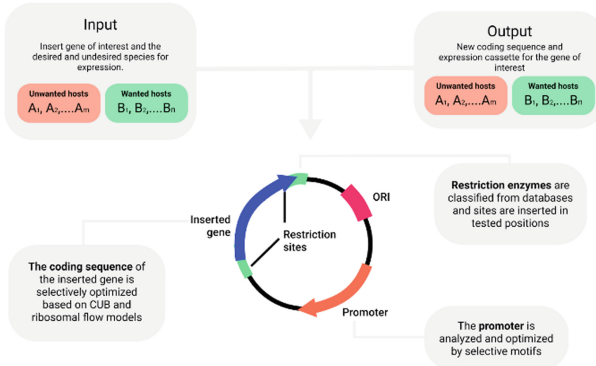 Input
Insert gene of interest and the
desired and undesired species for
expression.
Unwanted hosts
A1, A2,....Am
Wanted hosts
B1, B2,....Bn
Output
New coding sequence and
expression cassette for the gene of
interest
Unwanted hosts
A1, A2,....Am
Wanted hosts
B1, B2,....Bn
ORI
Restriction enzymes are
classified from databases
and sites are inserted in
tested positions
Inserted
gene
Restriction
sites
The coding sequence of
the inserted gene is
selectively optimized
based on CUB and
ribosomal flow models
Promoter
The promoter is
analyzed and optimized
by selective motifs